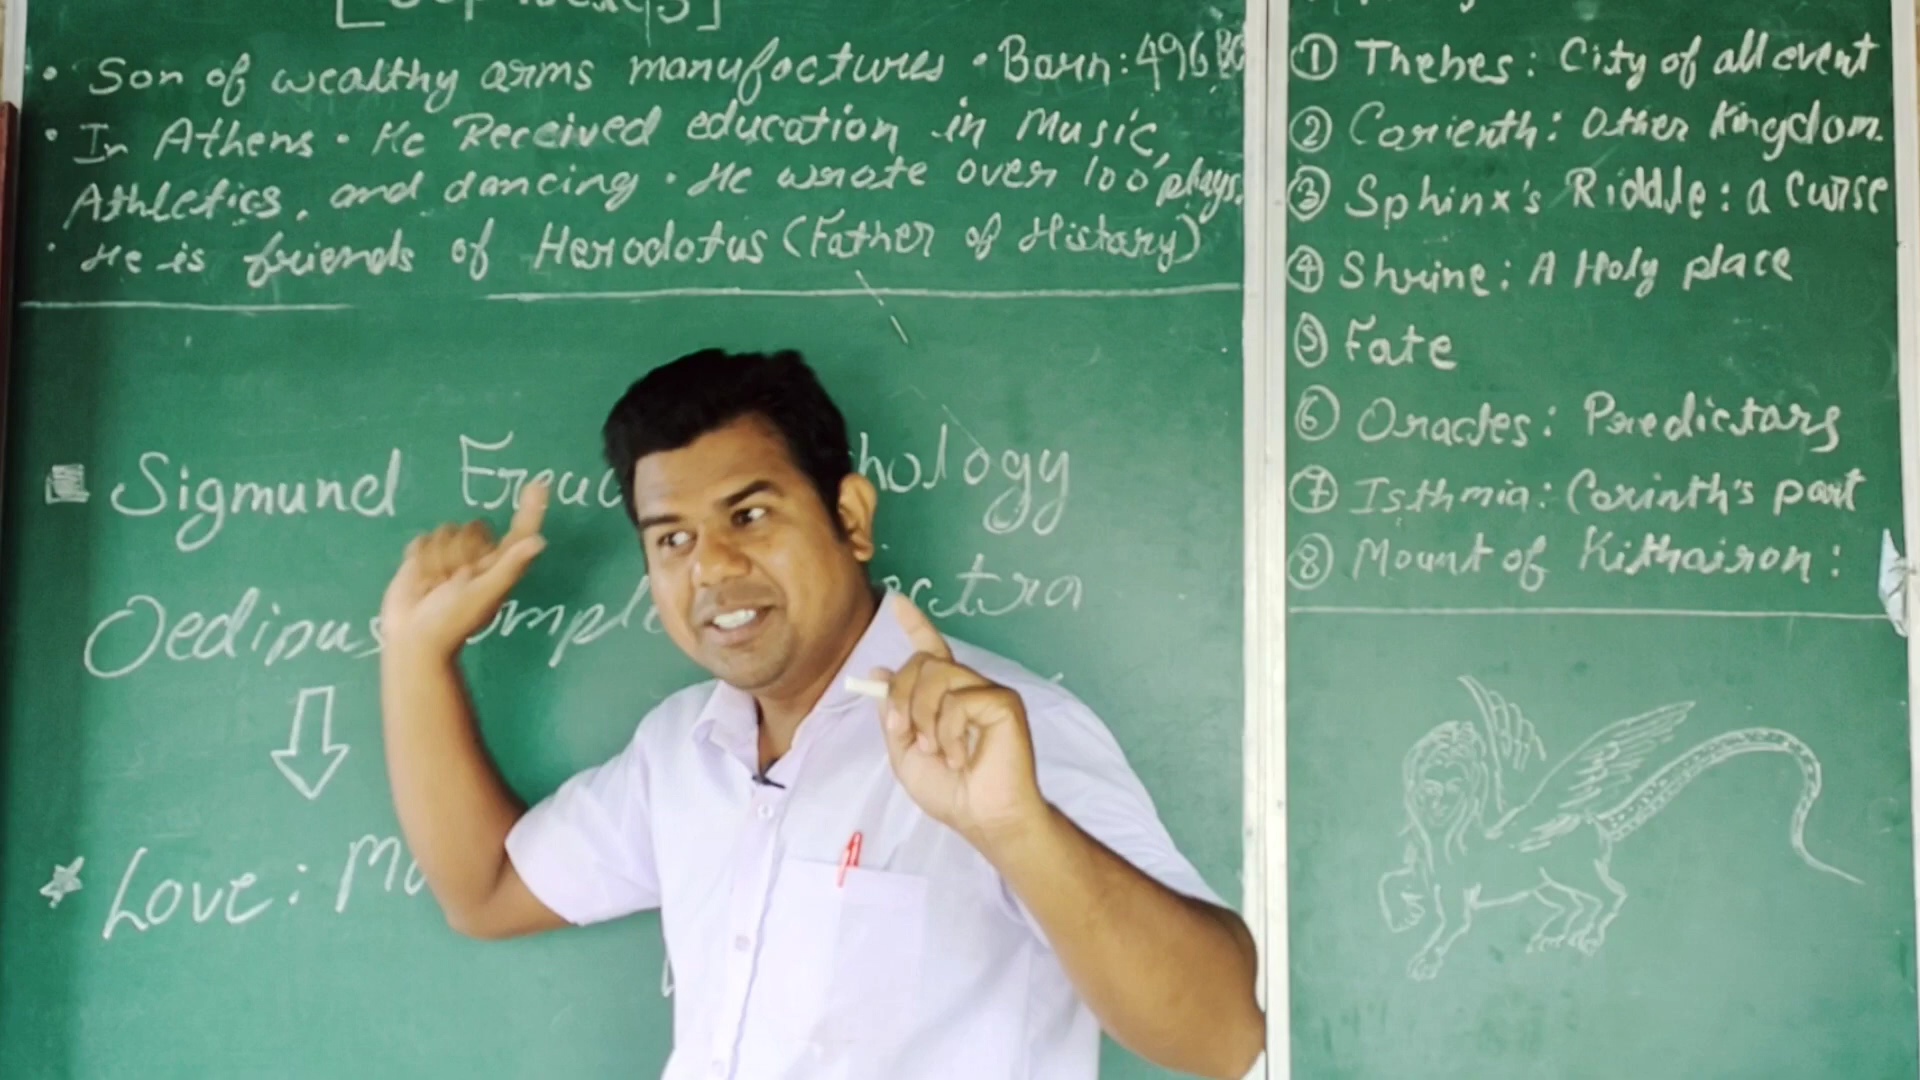 [Sophocles]
• Son of wealthy arms manufactures • Born: 496 BC
• In Athens • He Received education in Music,
Athletics, and dancing • He wrote over 100 plays.
• He is friends of Herodotus (Father of History)
Sigmund Freud
Oedipus
Love:
① Thebes: City of all event
② Corienth: Other Kingdom.
③ Sphinx's Riddle: a curse
④ Shrine: A Holy place
⑤ Fate
⑥ Oracles: Predictors
⑦ Isthmia: Corinth's part
⑧ Mount of Kithairon: